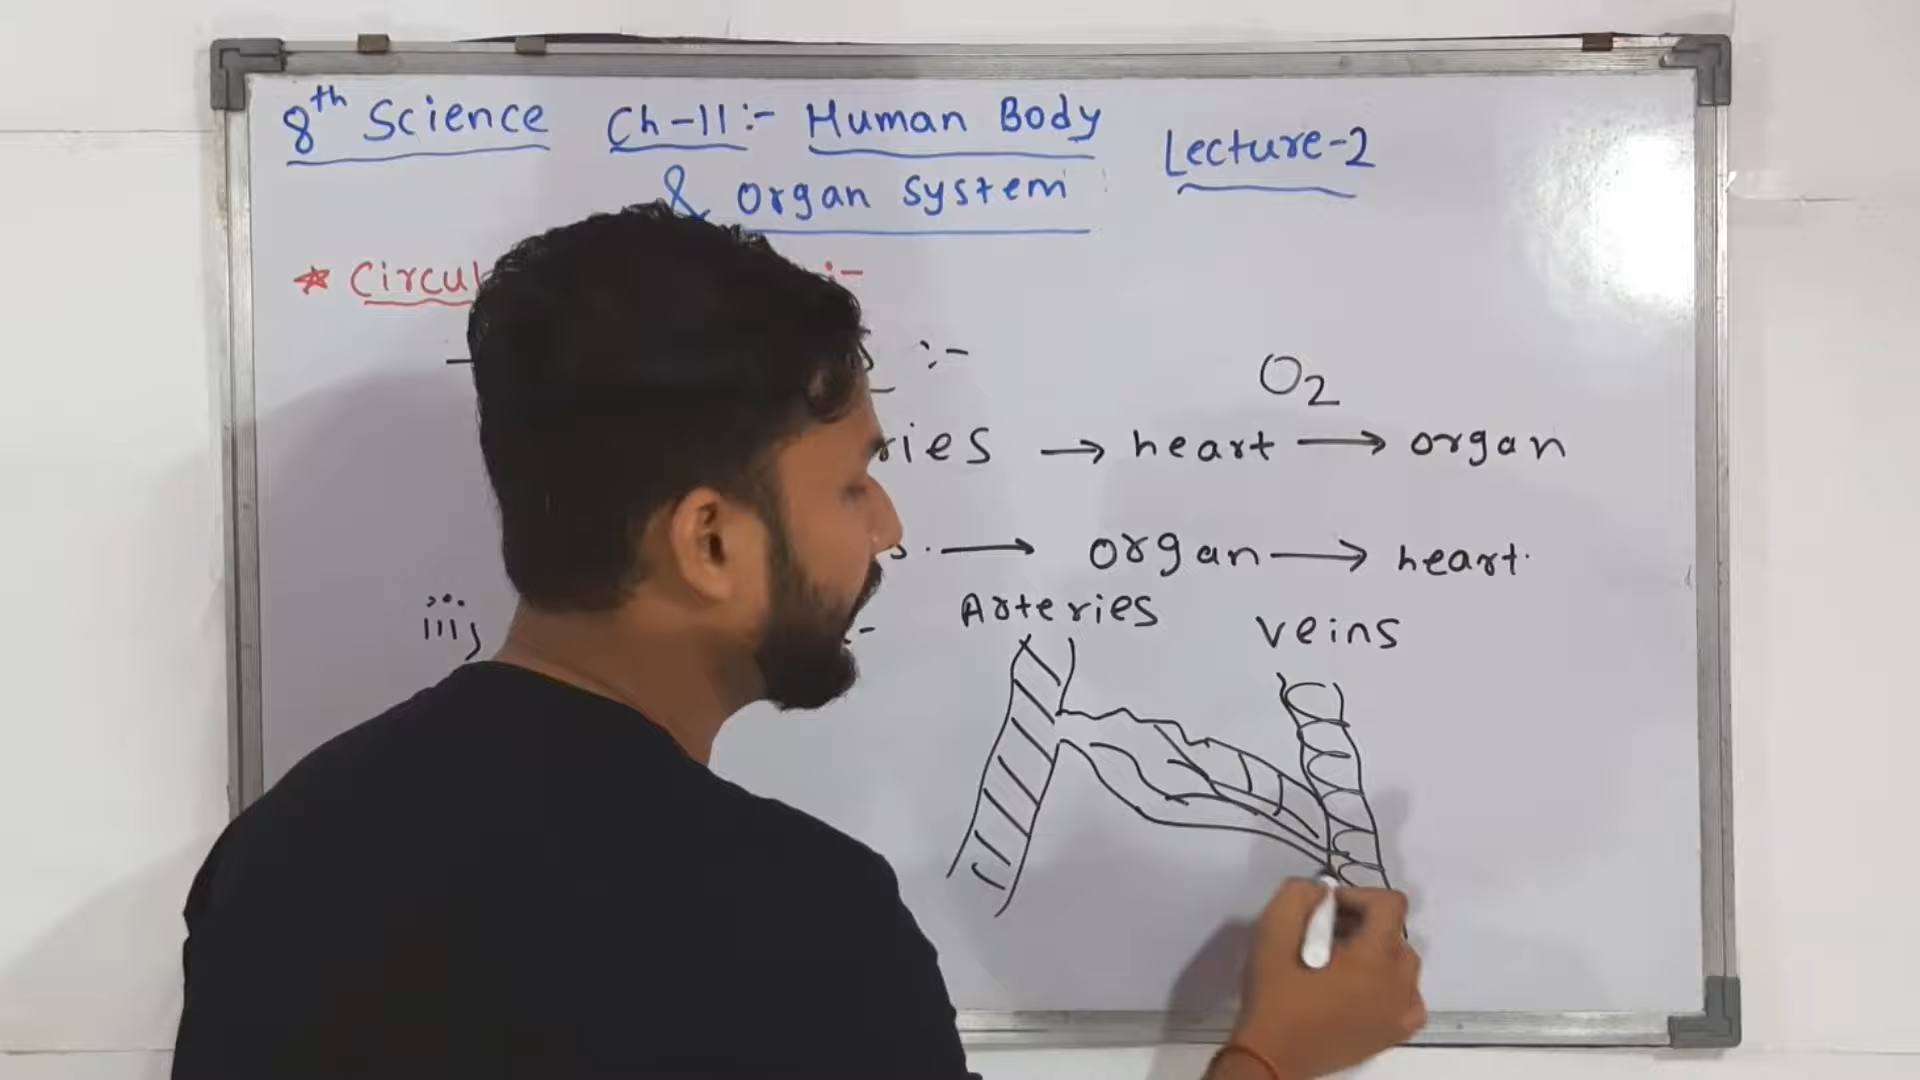 8th Science Ch-11:- Human Body Lecture-2
& Organ System
* Circul :-
:-
O2
ries → heart → organ
s. → organ → heart.
iii, :-
Arteries Veins